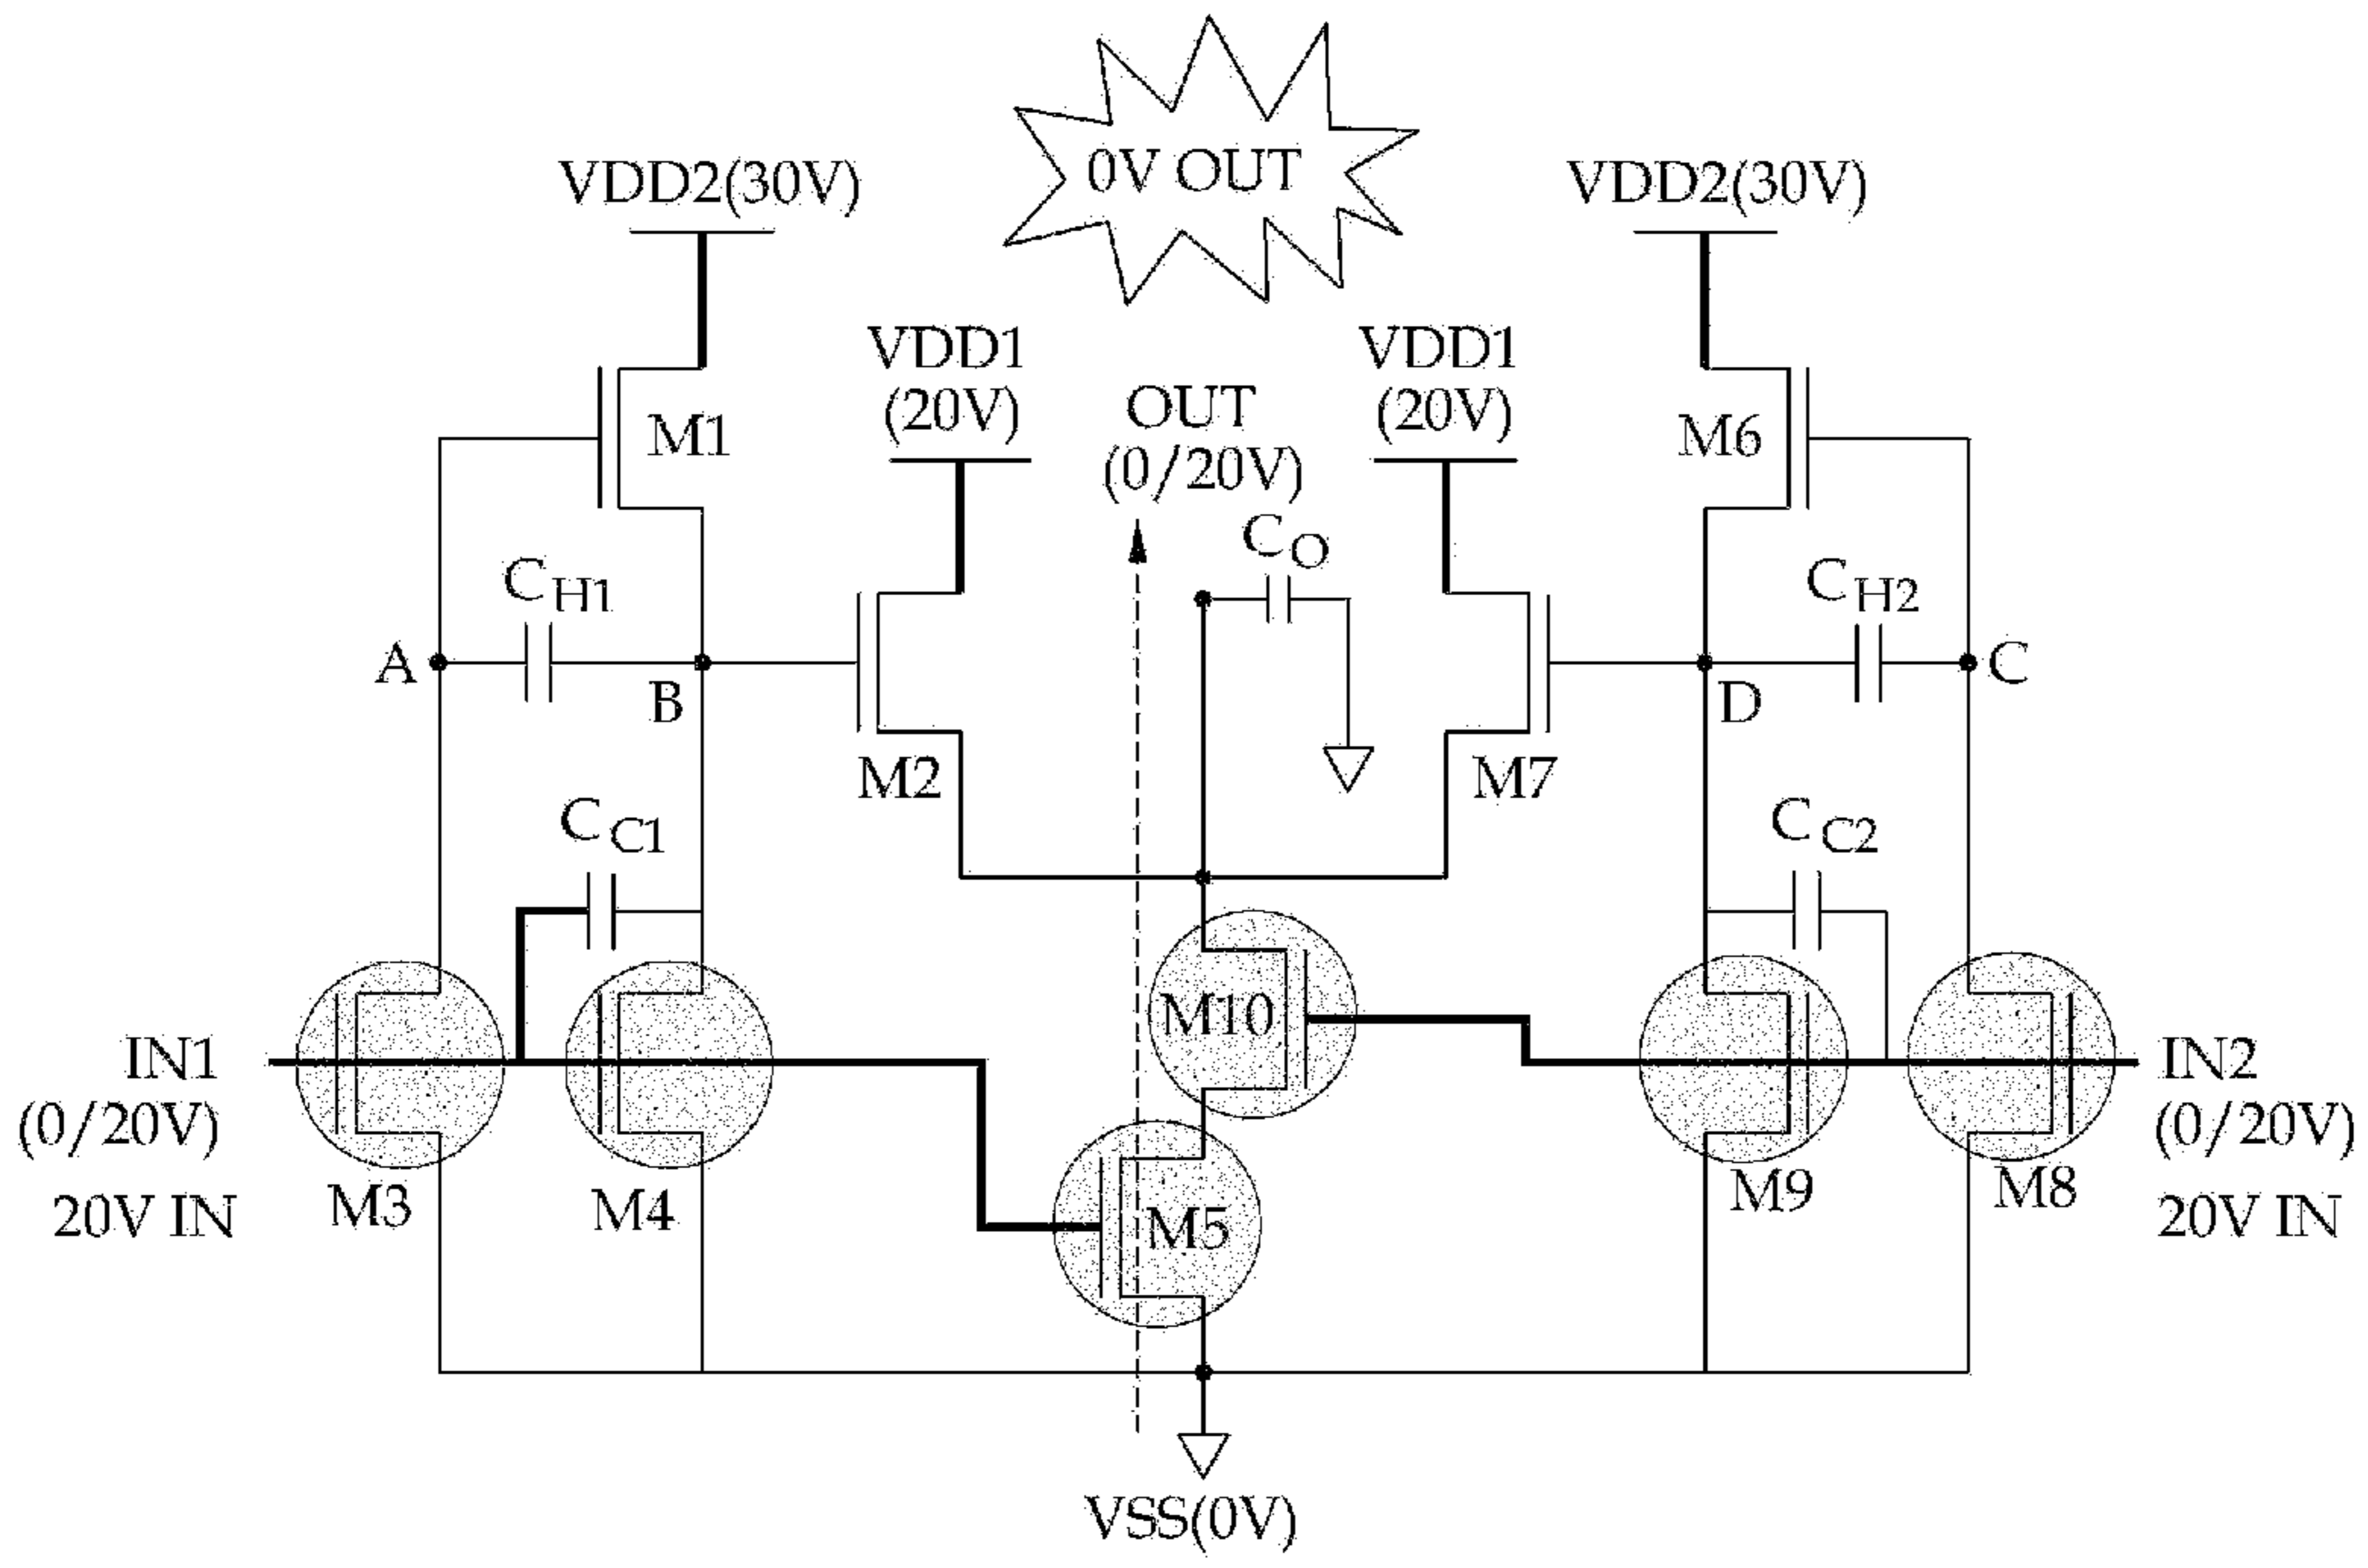 0V OUT
VDD2(30V)
VDD2(30V)
VDD1
(20V)
OUT
(0/20V)
VDD1
(20V)
M1
M6
CO
CH1
CH2
A
B
D
C
M2
M7
CC1
CC2
M10
IN1
(0/20V)
20V IN
IN2
(0/20V)
20V IN
M3
M4
M5
M9
M8
VSS(0V)